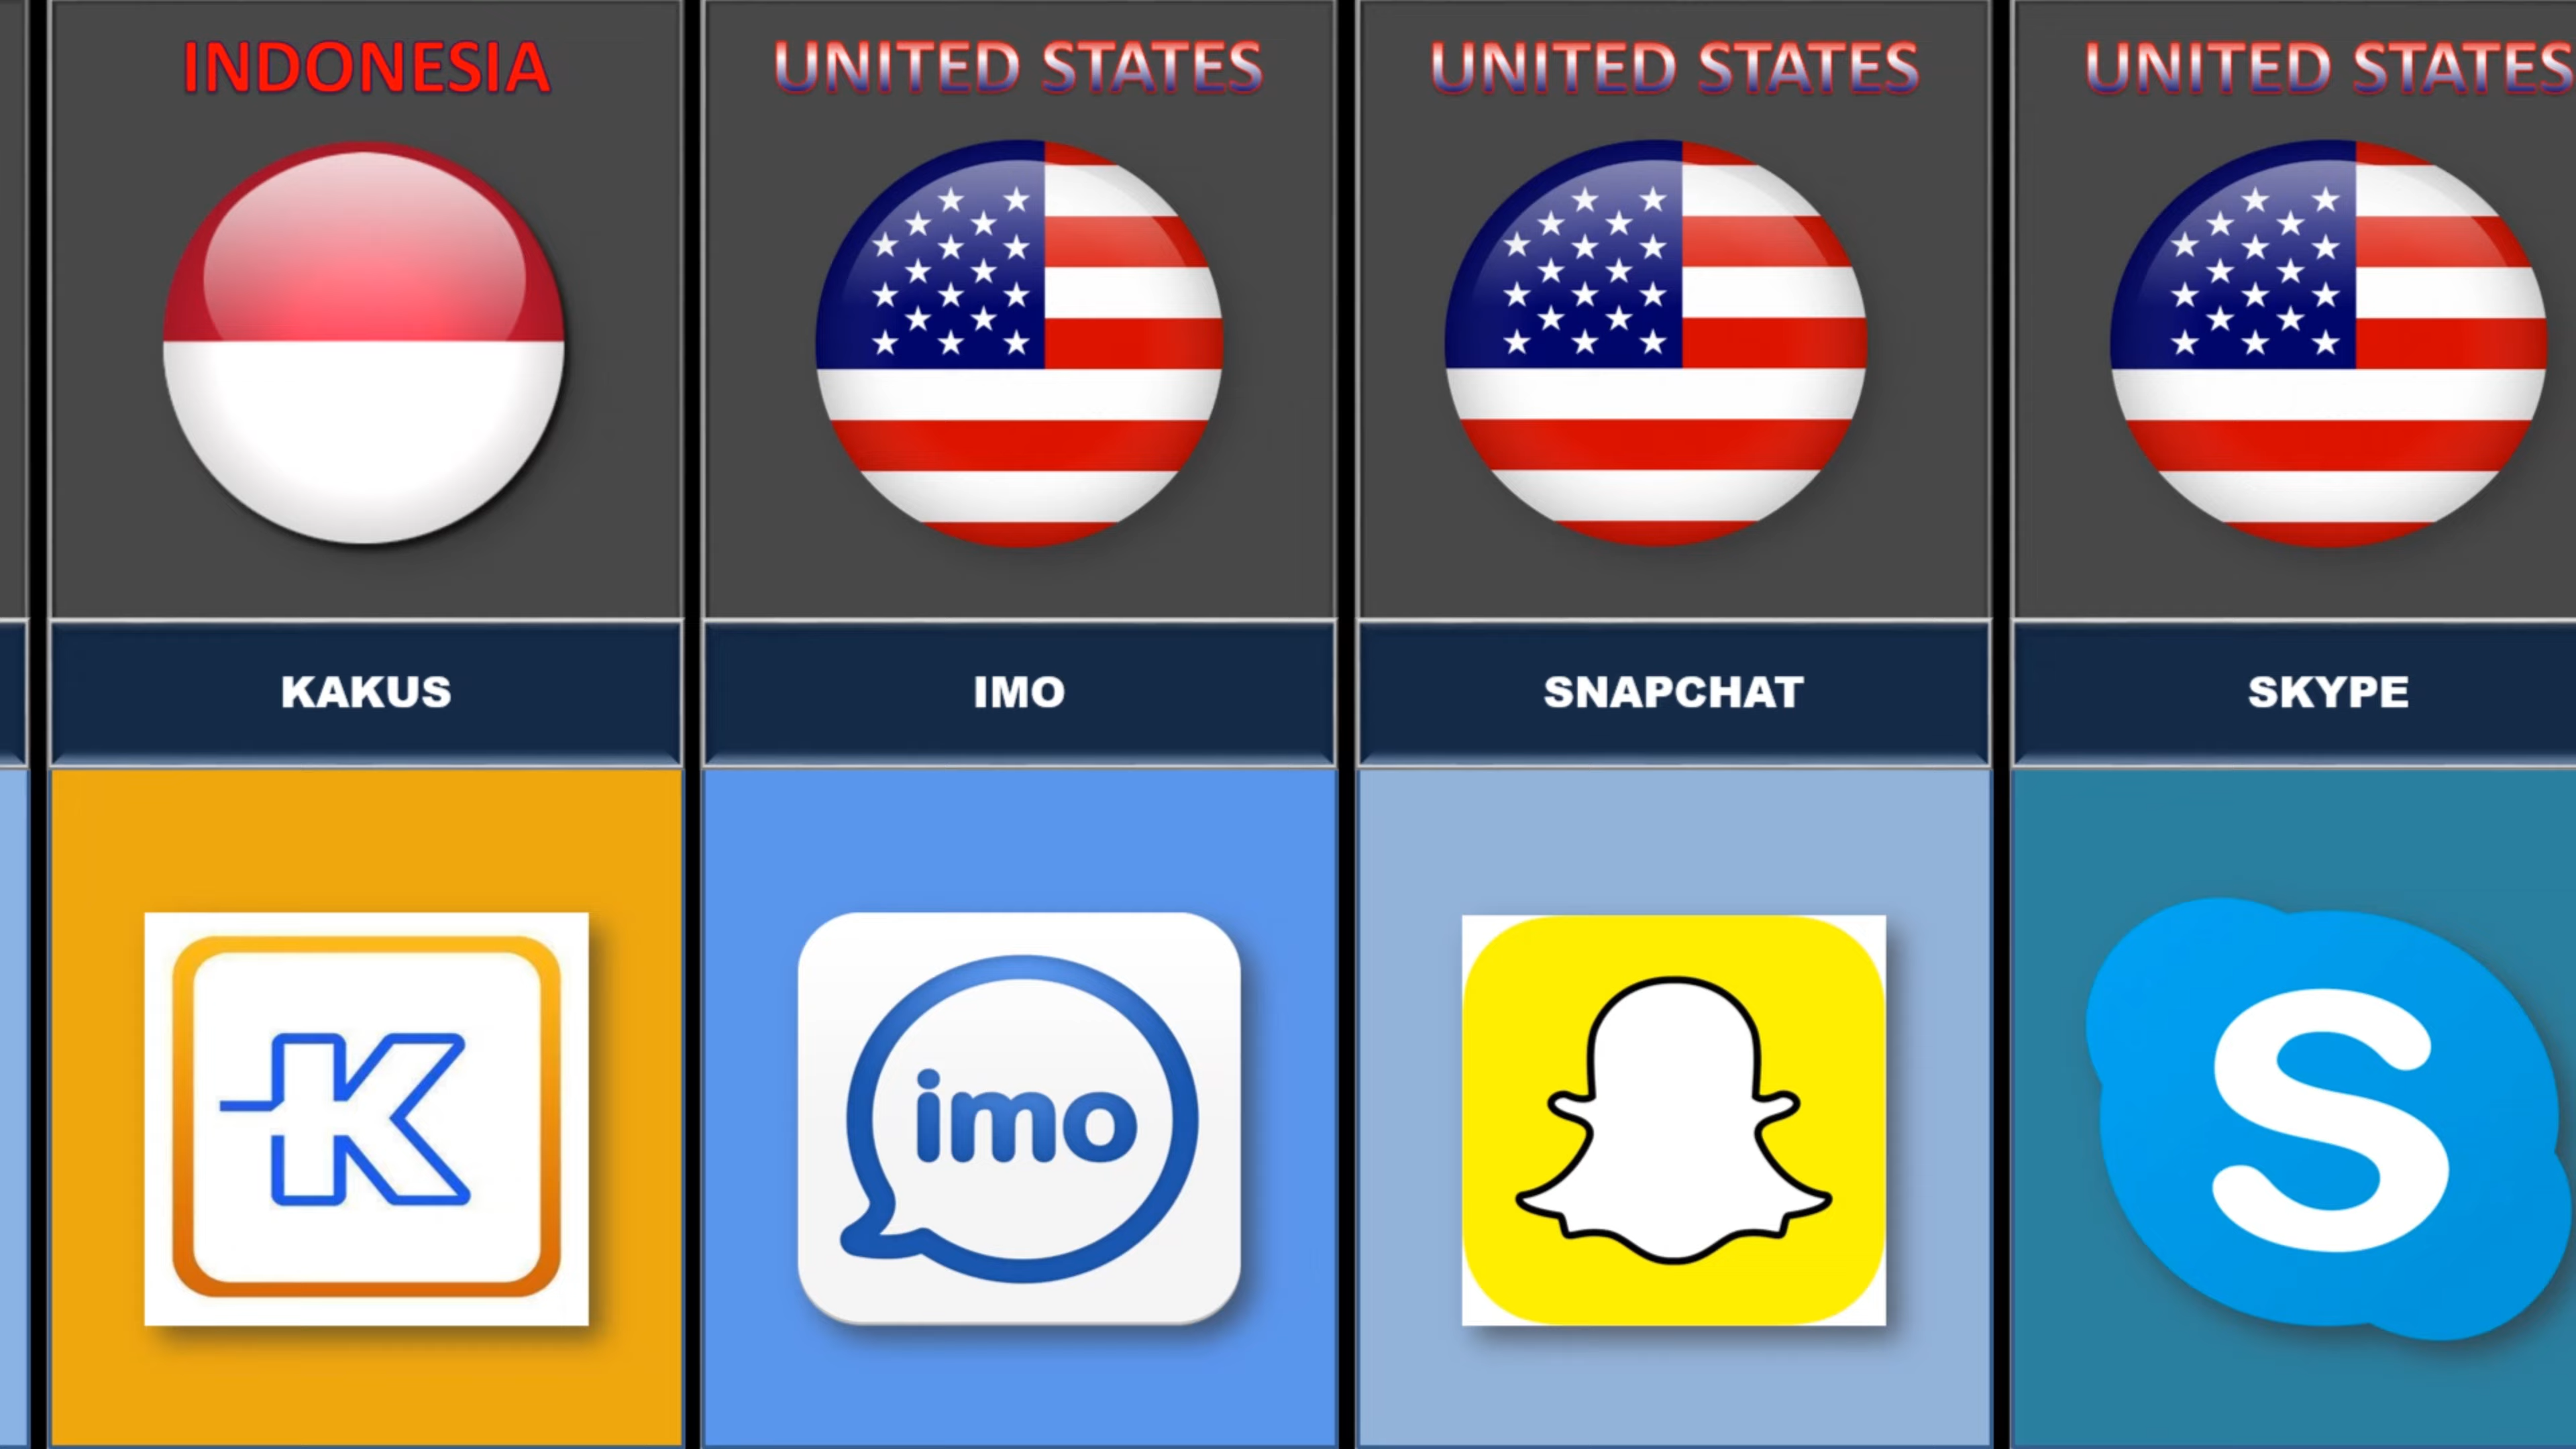 INDONESIA
UNITED STATES
UNITED STATES
UNITED STATES
KAKUS
IMO
SNAPCHAT
SKYPE
K
imo
S